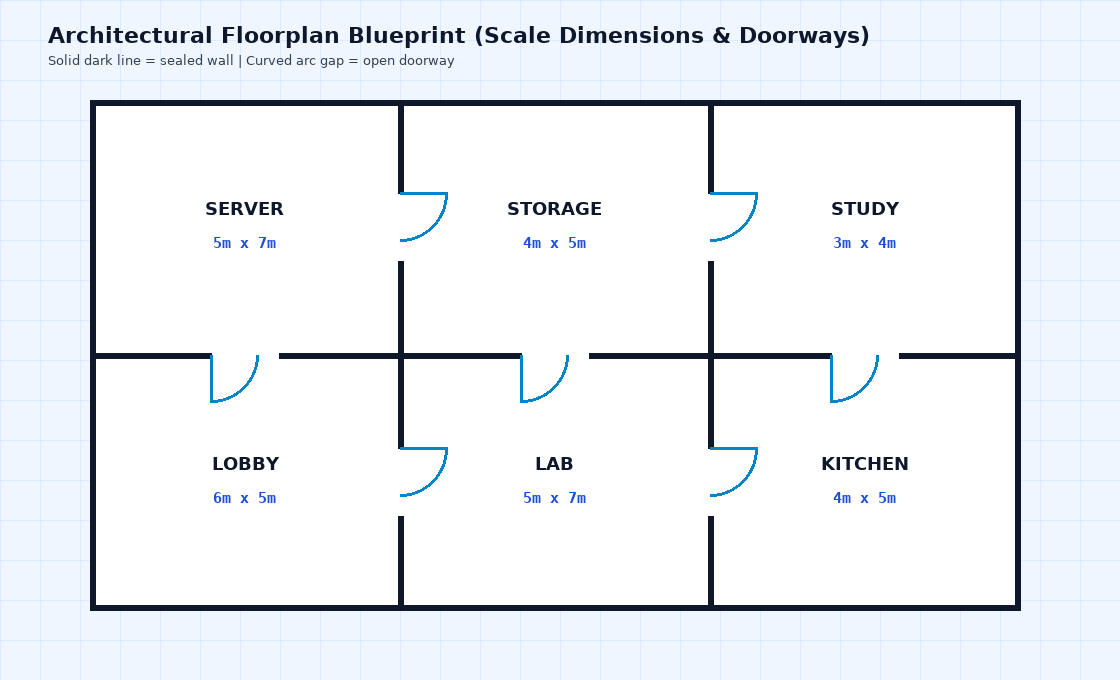 Architectural Floorplan Blueprint (Scale Dimensions & Doorways)
Solid dark line = sealed wall | Curved arc gap = open doorway
SERVER
5m x 7m
STORAGE
4m x 5m
STUDY
3m x 4m
LOBBY
6m x 5m
LAB
5m x 7m
KITCHEN
4m x 5m